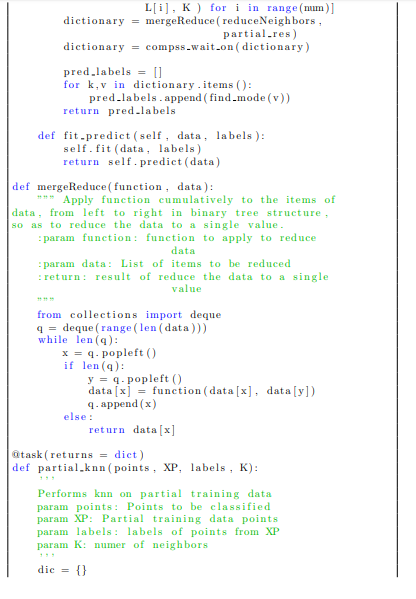 L[i], K ) for i in range(num)]
dictionary = mergeReduce(reduceNeighbors,
partial_res)
dictionary = compss_wait_on(dictionary)
pred_labels = []
for k,v in dictionary.items():
pred_labels.append(find_mode(v))
return pred_labels
def fit_predict(self, data, labels):
self.fit(data, labels)
return self.predict(data)
def mergeReduce(function, data):
""" Apply function cumulatively to the items of
data, from left to right in binary tree structure,
so as to reduce the data to a single value.
:param function: function to apply to reduce
data
:param data: List of items to be reduced
:return: result of reduce the data to a single
value
"""
from collections import deque
q = deque(range(len(data)))
while len(q):
x = q.popleft()
if len(q):
y = q.popleft()
data[x] = function(data[x], data[y])
q.append(x)
else:
return data[x]
@task(returns = dict)
def partial_knn(points, XP, labels, K):
'''
Performs knn on partial training data
param points: Points to be classified
param XP: Partial training data points
param labels: labels of points from XP
param K: numer of neighbors
'''
dic = {}